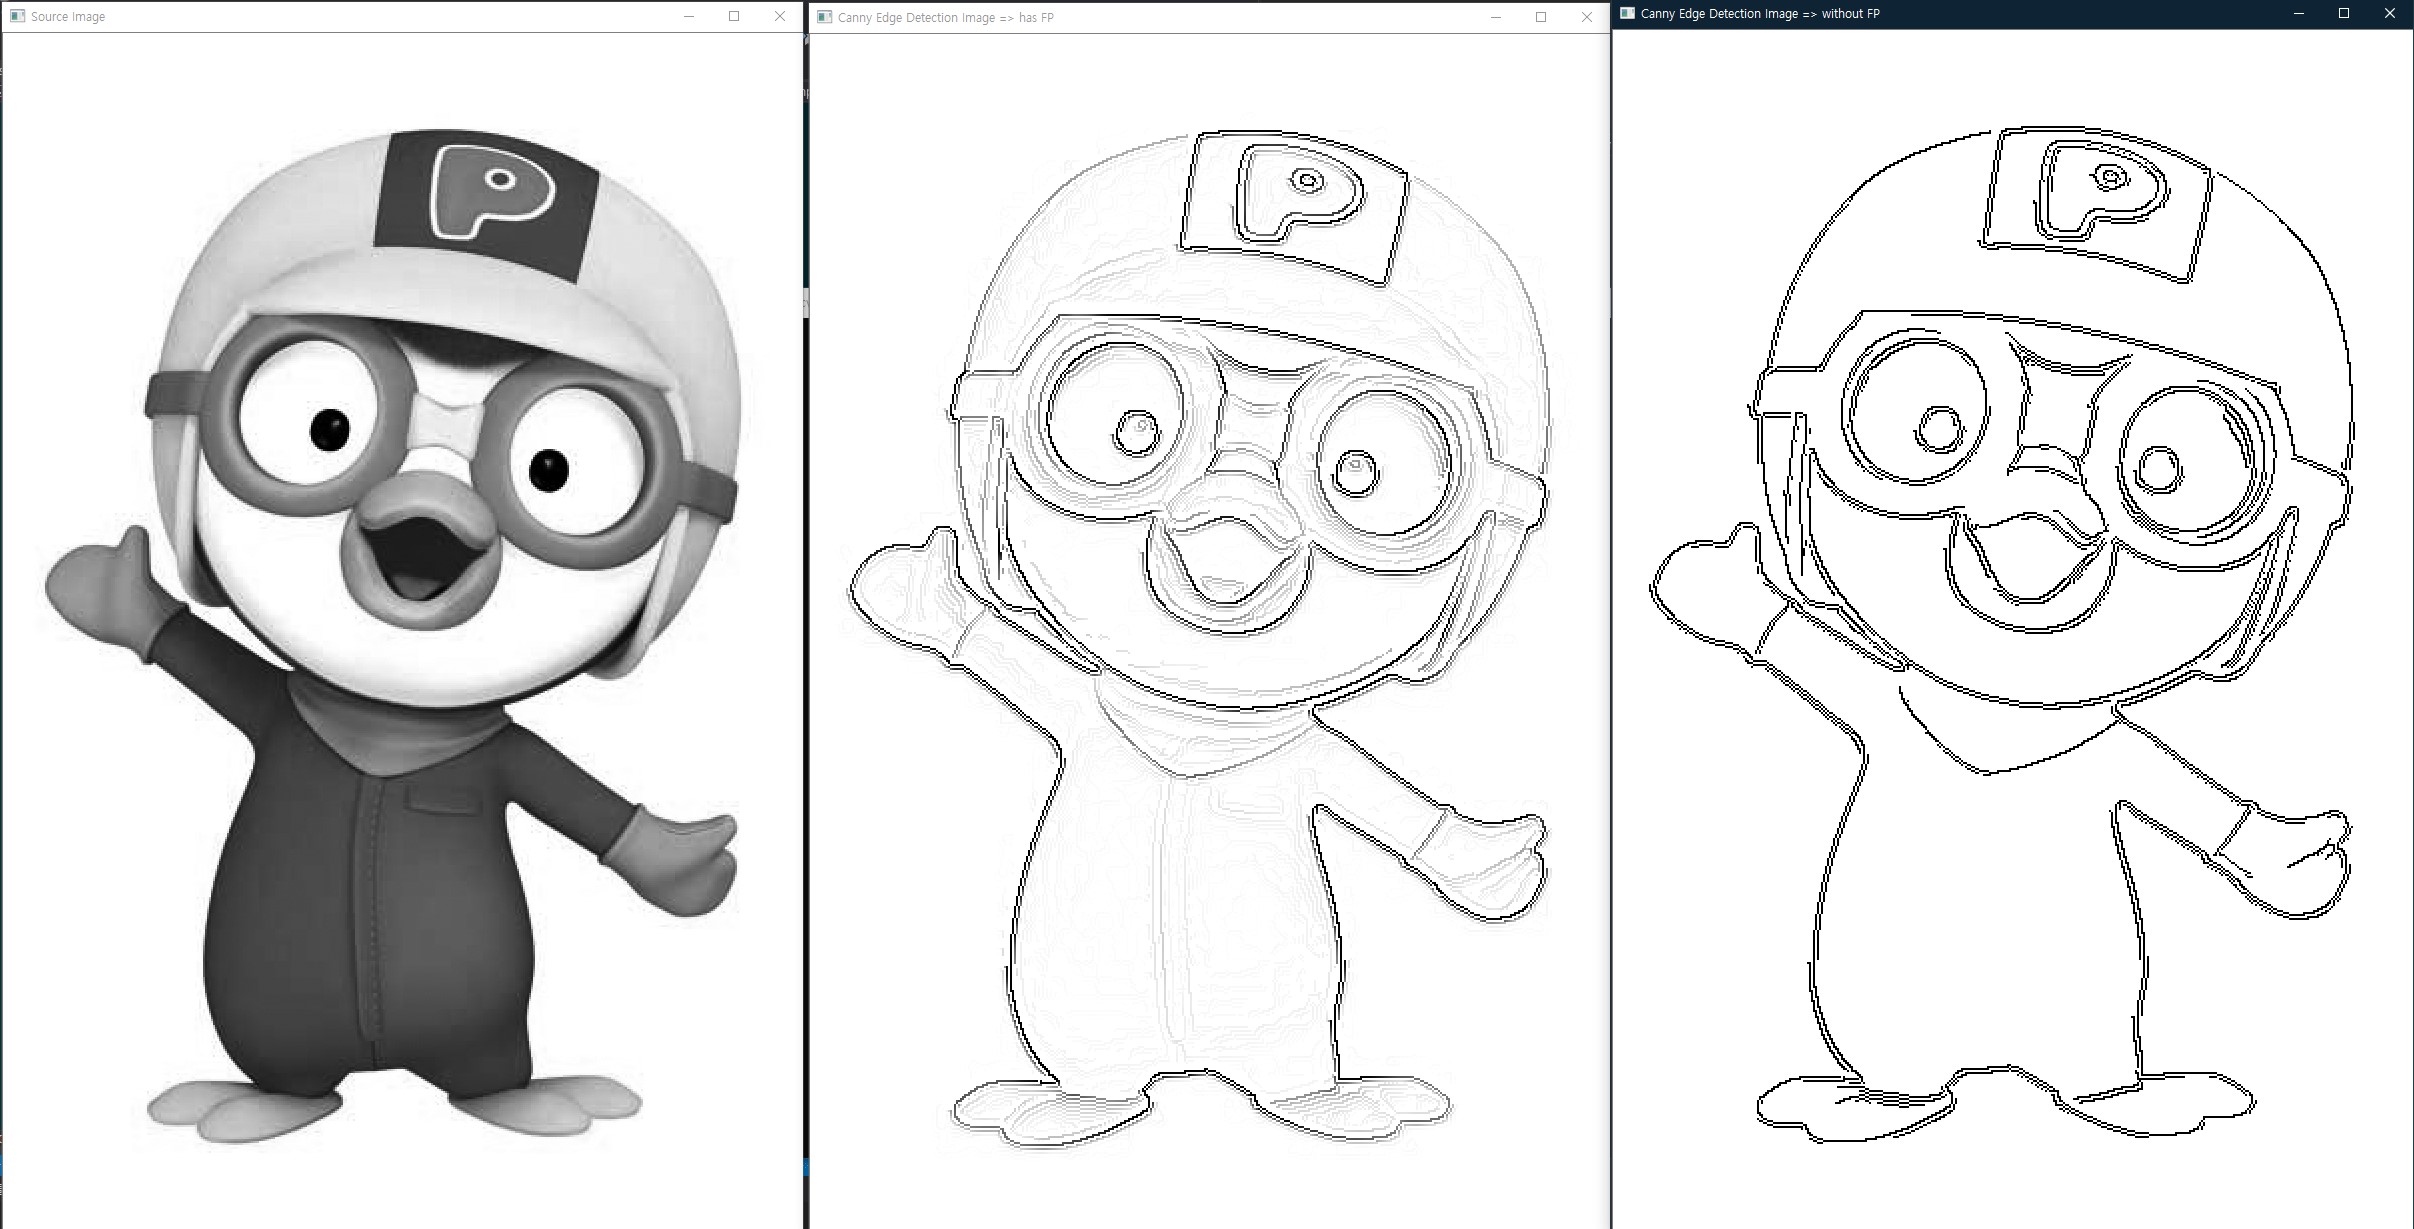 Source Image
Canny Edge Detection Image => has FP
Canny Edge Detection Image => without FP
P
P
P